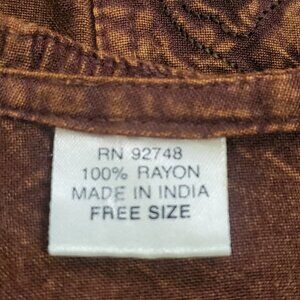 RN 92748
100% RAYON
MADE IN INDIA
FREE SIZE